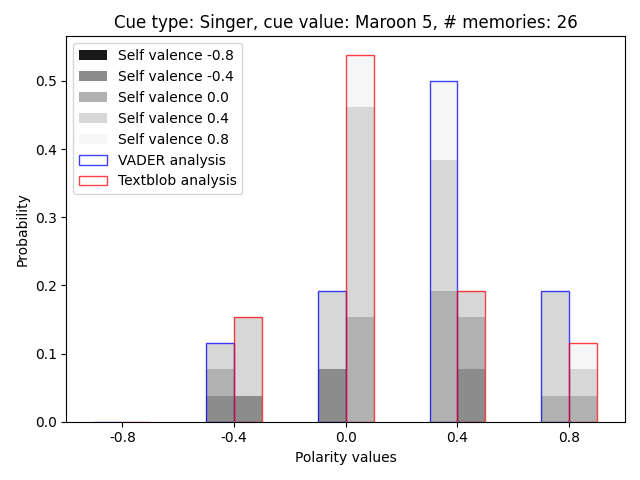 Cue type: Singer, cue value: Maroon 5, # memories: 26
Self valence -0.8
Self valence -0.4
Self valence 0.0
Self valence 0.4
Self valence 0.8
VADER analysis
Textblob analysis
Probability
0.5
0.4
0.3
0.2
0.1
0.0
-0.8 -0.4 0.0 0.4 0.8
Polarity values